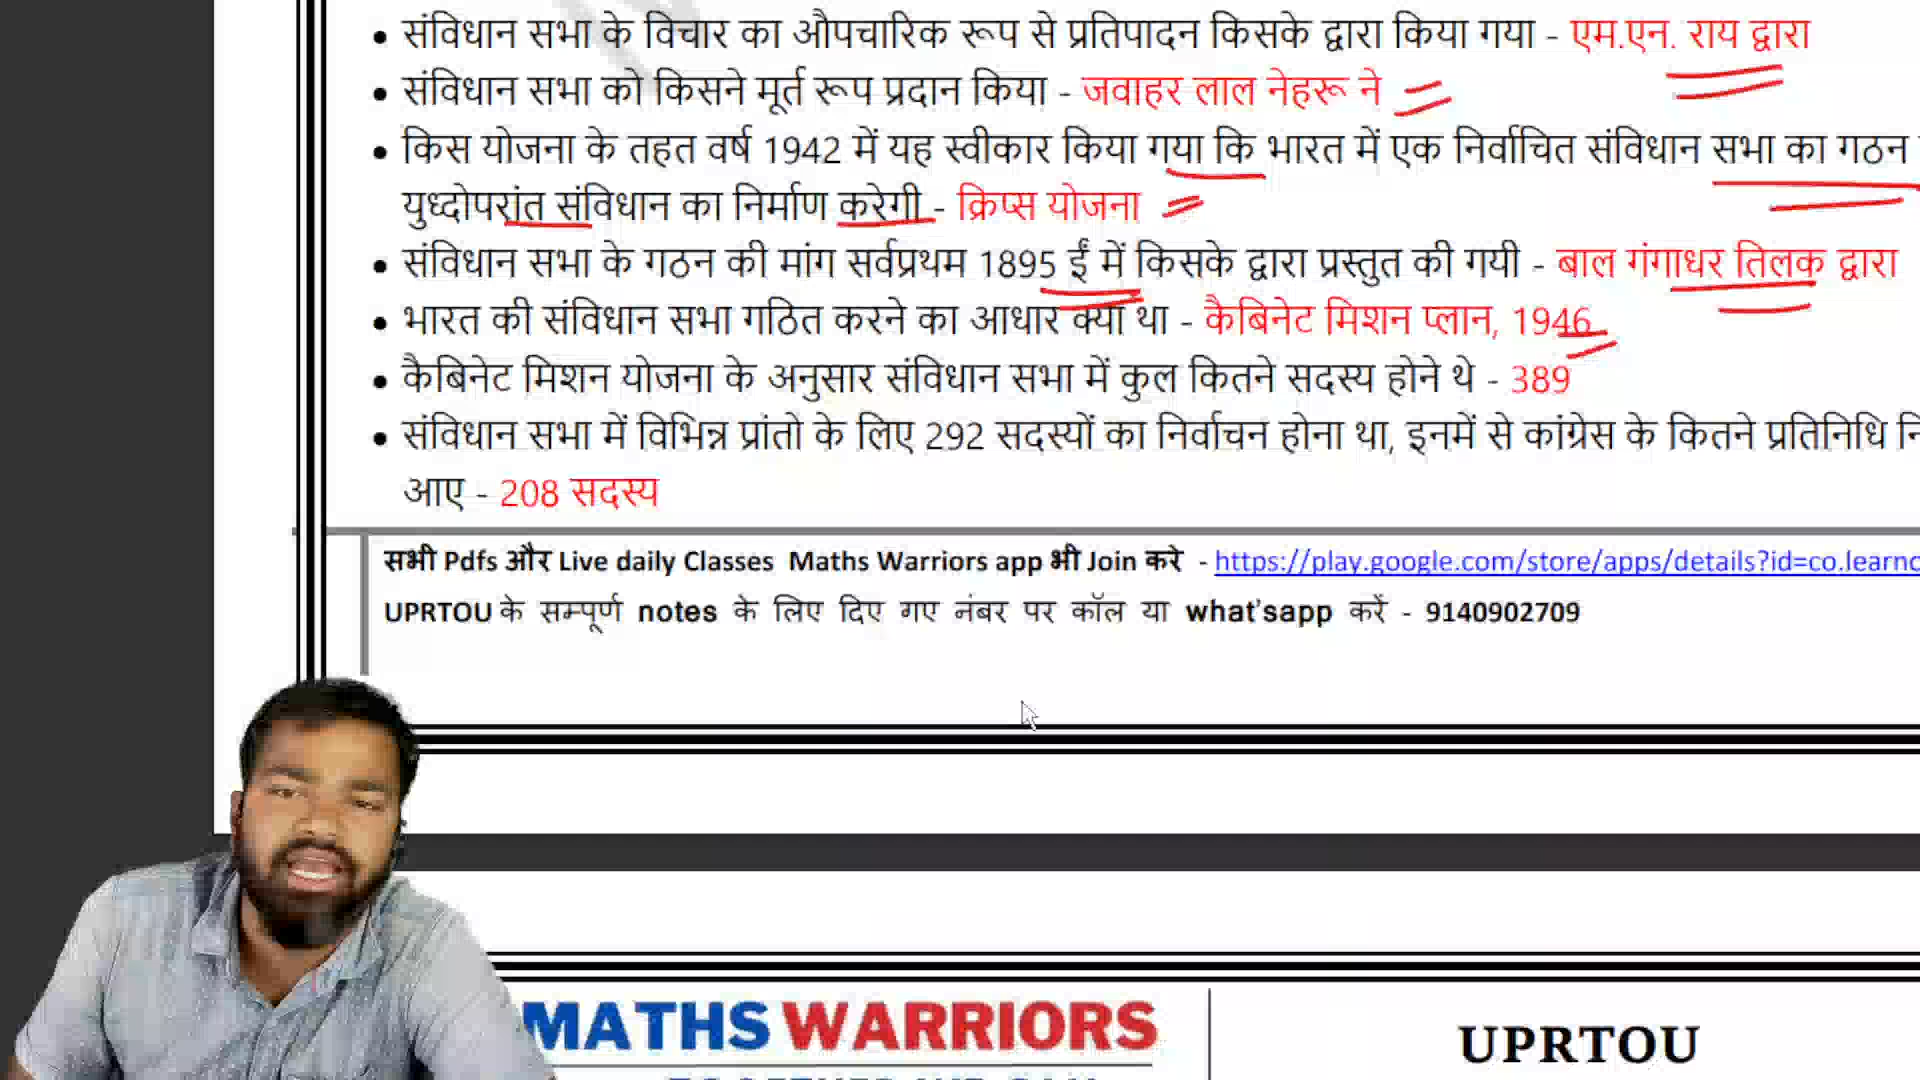 • संविधान सभा के विचार का औपचारिक रूप से प्रतिपादन किसके द्वारा किया गया - एम.एन. राय द्वारा
• संविधान सभा को किसने मूर्त रूप प्रदान किया - जवाहर लाल नेहरू ने
• किस योजना के तहत वर्ष 1942 में यह स्वीकार किया गया कि भारत में एक निर्वाचित संविधान सभा का गठन
युध्दोपरांत संविधान का निर्माण करेगी - क्रिप्स योजना
• संविधान सभा के गठन की मांग सर्वप्रथम 1895 ईं में किसके द्वारा प्रस्तुत की गयी - बाल गंगाधर तिलक द्वारा
• भारत की संविधान सभा गठित करने का आधार क्या था - कैबिनेट मिशन प्लान, 1946
• कैबिनेट मिशन योजना के अनुसार संविधान सभा में कुल कितने सदस्य होने थे - 389
• संविधान सभा में विभिन्न प्रांतो के लिए 292 सदस्यों का निर्वाचन होना था, इनमें से कांग्रेस के कितने प्रतिनिधि
आए - 208 सदस्य
सभी Pdfs और Live daily Classes Maths Warriors app भी Join करे - https://play.google.com/store/apps/details?id=co.learnc
UPRTOU के सम्पूर्ण notes के लिए दिए गए नंबर पर कॉल या what'sapp करें - 9140902709
MATHS WARRIORS
UPRTOU